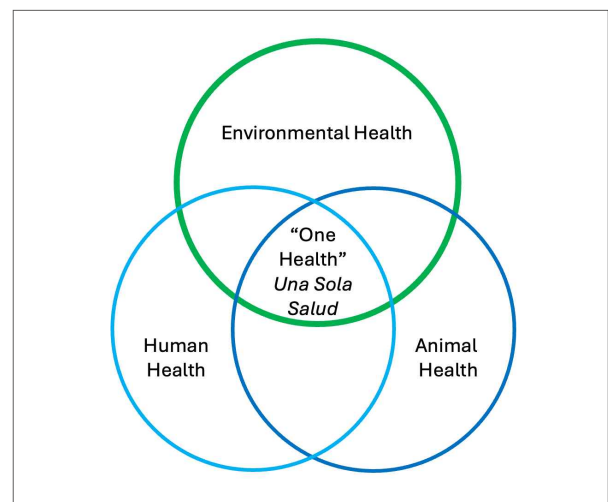 Environmental Health
“One
Health”
Una Sola
Salud
Human
Health
Animal
Health